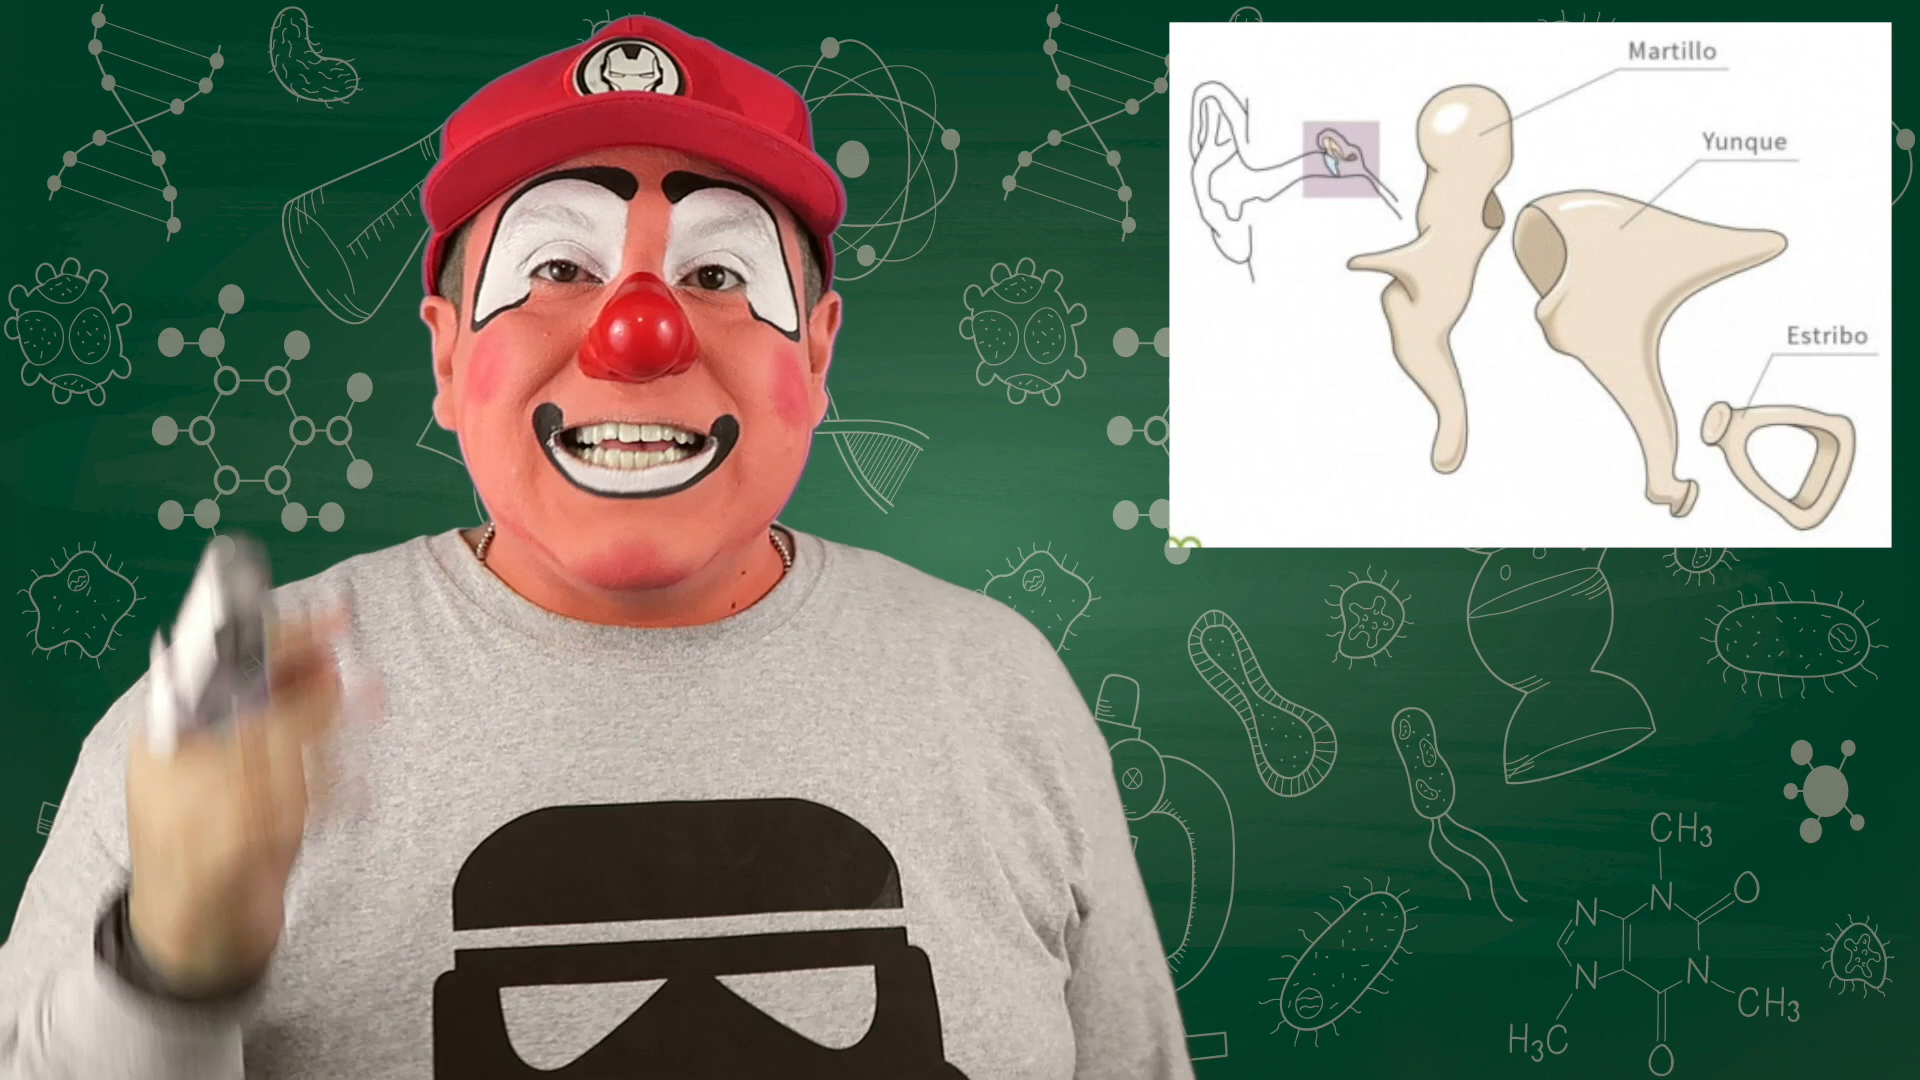 Martillo
Yunque
Estribo
CH3
N
O
N
N
N
CH3
H3C
O